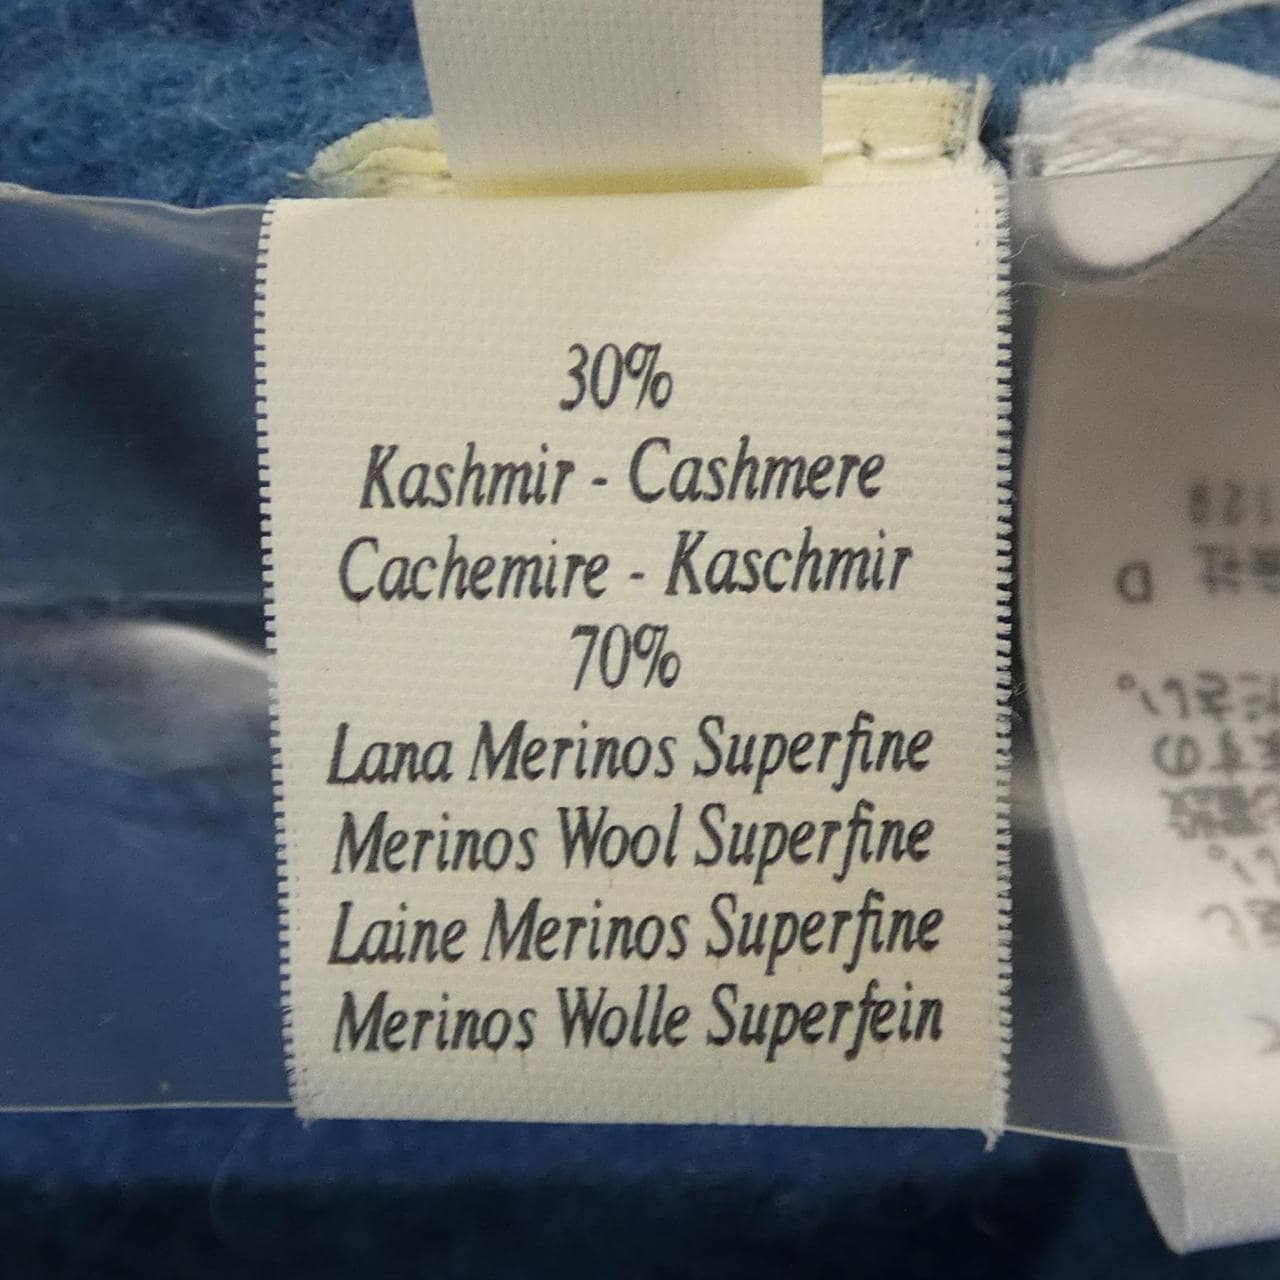 30%
Kashmir - Cashmere
Cachemire - Kaschmir
70%
Lana Merinos Superfine
Merinos Wool Superfine
Laine Merinos Superfine
Merinos Wolle Superfein